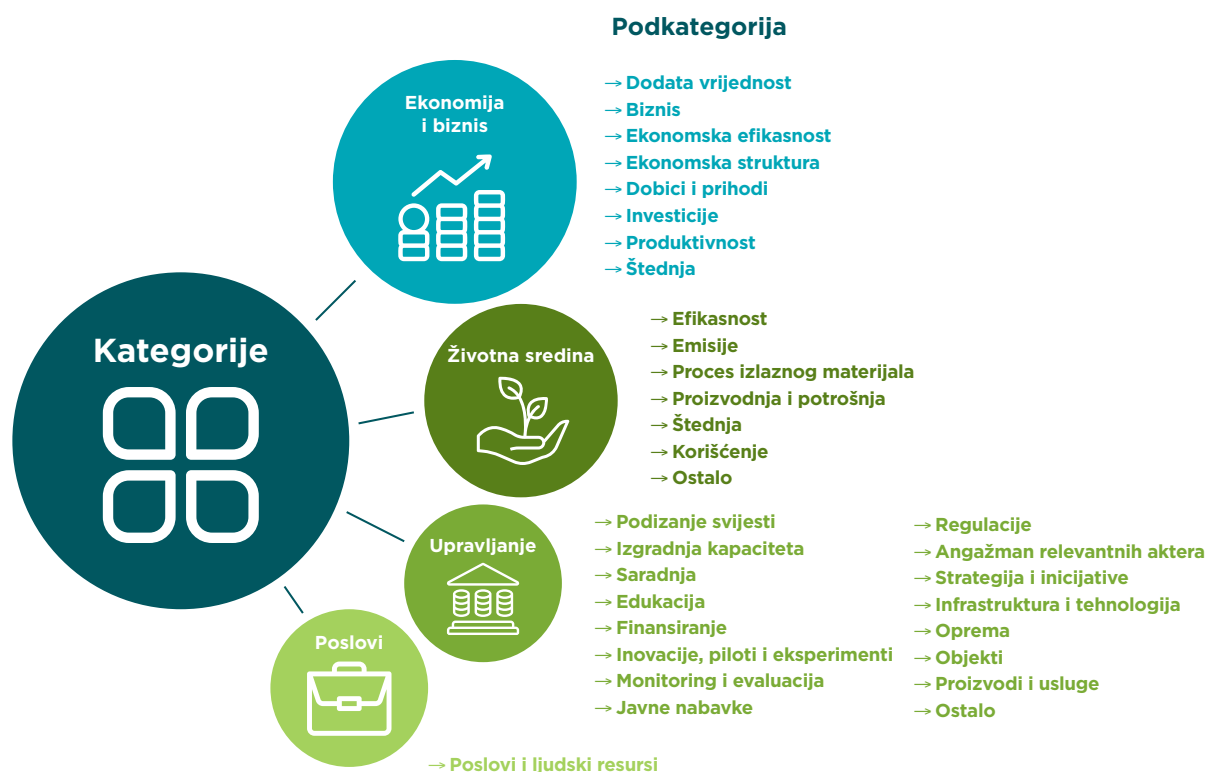 Podkategorija
Ekonomija
i biznis
→ Dodata vrijednost
→ Biznis
→ Ekonomska efikasnost
→ Ekonomska struktura
→ Dobici i prihodi
→ Investicije
→ Produktivnost
→ Štednja
Kategorije
Životna sredina
→ Efikasnost
→ Emisije
→ Proces izlaznog materijala
→ Proizvodnja i potrošnja
→ Štednja
→ Korišćenje
→ Ostalo
Upravljanje
→ Podizanje svijesti
→ Izgradnja kapaciteta
→ Saradnja
→ Edukacija
→ Finansiranje
→ Inovacije, piloti i eksperimenti
→ Monitoring i evaluacija
→ Javne nabavke
→ Regulacije
→ Angažman relevantnih aktera
→ Strategija i inicijative
→ Infrastruktura i tehnologija
→ Oprema
→ Objekti
→ Proizvodi i usluge
→ Ostalo
Poslovi
→ Poslovi i ljudski resursi